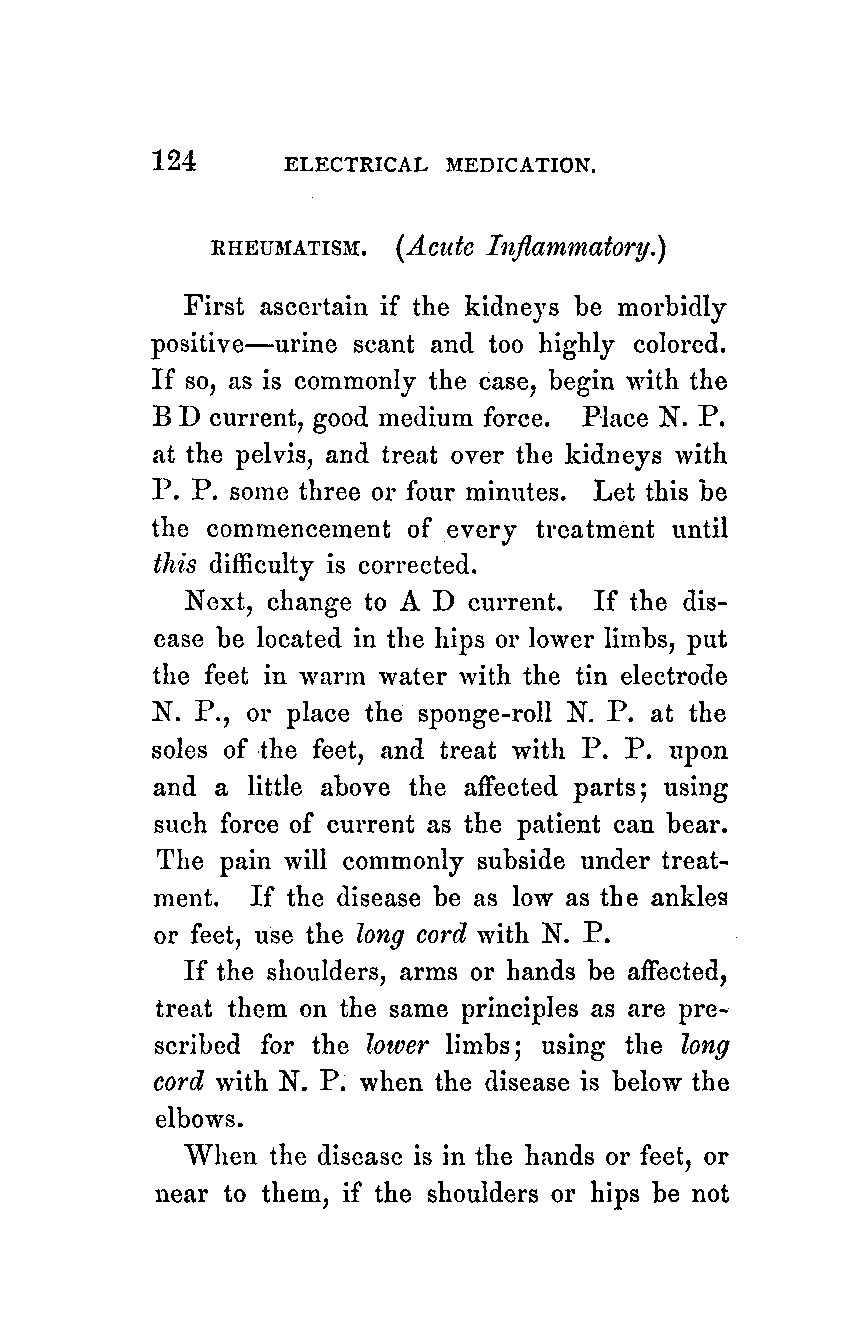 124 ELECTRICAL MEDICATION.
RHEUMATISM. (Acute Inflammatory.)
First ascertain if the kidneys be morbidly
positive—urine scant and too highly colored.
If so, as is commonly the case, begin with the
B D current, good medium force. Place N. P.
at the pelvis, and treat over the kidneys with
P. P. some three or four minutes. Let this be
the commencement of every treatment until
this difficulty is corrected.
Next, change to A D current. If the dis-
ease be located in the hips or lower limbs, put
the feet in warm water with the tin electrode
N. P., or place the sponge-roll N. P. at the
soles of the feet, and treat with P. P. upon
and a little above the affected parts; using
such force of current as the patient can bear.
The pain will commonly subside under treat-
ment. If the disease be as low as the ankles
or feet, use the long cord with N. P.
If the shoulders, arms or hands be affected,
treat them on the same principles as are pre-
scribed for the lower limbs; using the long
cord with N. P. when the disease is below the
elbows.
When the disease is in the hands or feet, or
near to them, if the shoulders or hips be not